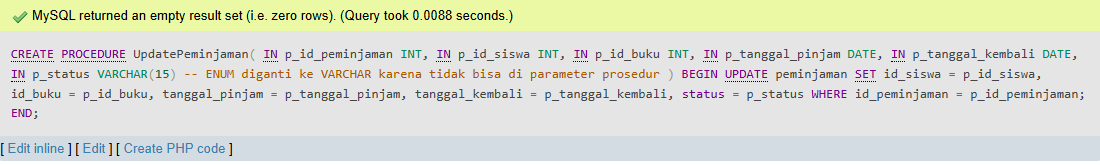 MySQL returned an empty result set (i.e. zero rows). (Query took 0.0088 seconds.)
CREATE PROCEDURE UpdatePeminjaman( IN p_id_peminjaman INT, IN p_id_siswa INT, IN p_id_buku INT, IN p_tanggal_pinjam DATE, IN p_tanggal_kembali DATE,
IN p_status VARCHAR(15) -- ENUM diganti ke VARCHAR karena tidak bisa di parameter prosedur ) BEGIN UPDATE peminjaman SET id_siswa = p_id_siswa,
id_buku = p_id_buku, tanggal_pinjam = p_tanggal_pinjam, tanggal_kembali = p_tanggal_kembali, status = p_status WHERE id_peminjaman = p_id_peminjaman;
END;
[ Edit inline ] [ Edit ] [ Create PHP code ]